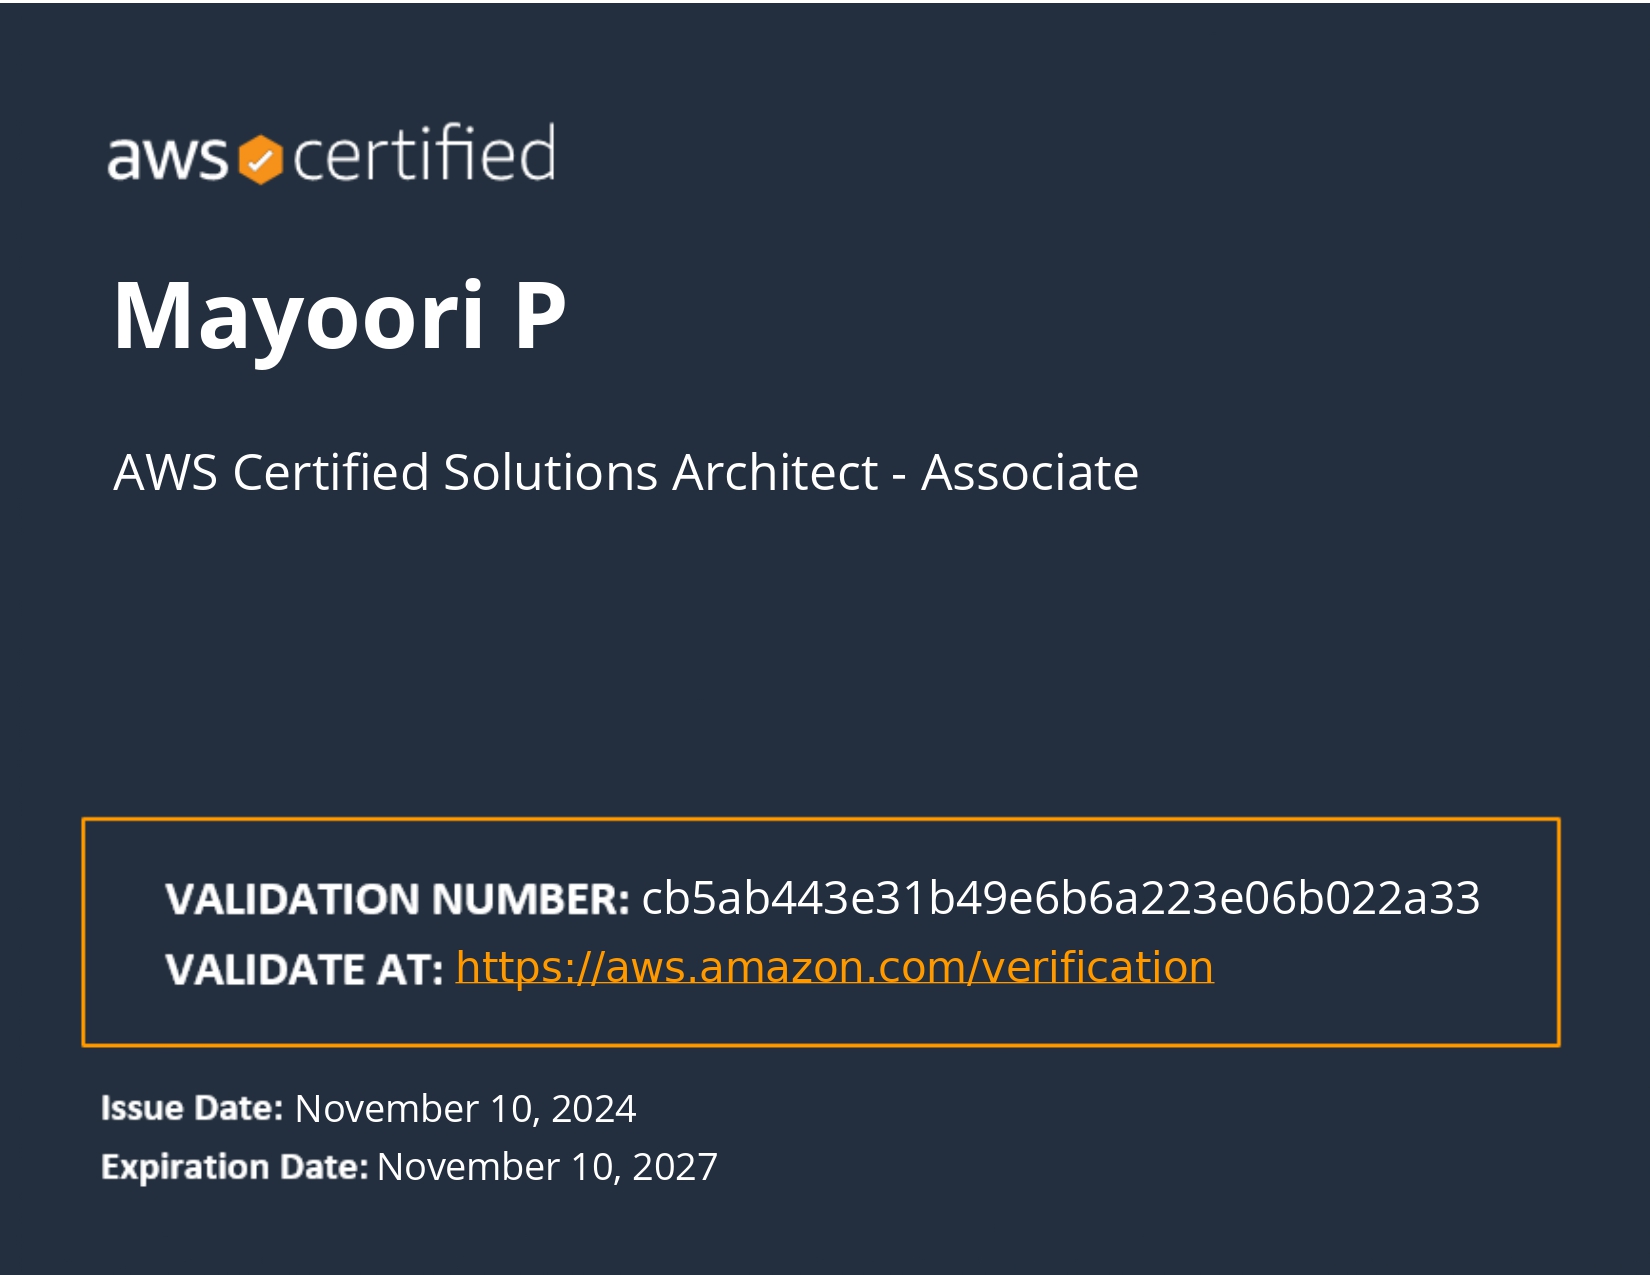 aws certified
Mayoori P
AWS Certified Solutions Architect - Associate
VALIDATION NUMBER: cb5ab443e31b49e6b6a223e06b022a33
VALIDATE AT: https://aws.amazon.com/verification
Issue Date: November 10, 2024
Expiration Date: November 10, 2027